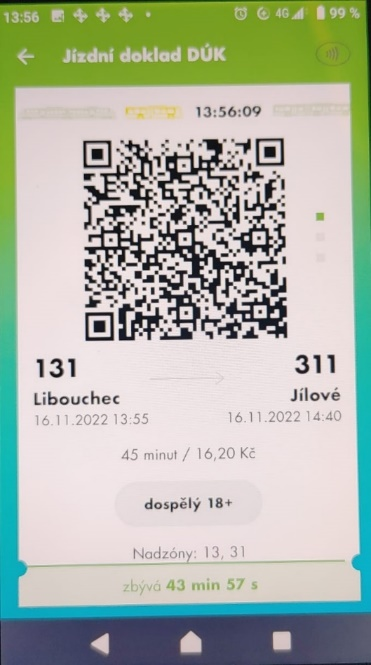 13:56 4G 99 %
Jízdní doklad DÚK
13:56:09
131 311
Libouchec Jílové
16.11.2022 13:55 16.11.2022 14:40
45 minut / 16,20 Kč
dospělý 18+
Nadzóny: 13, 31
zbývá 43 min 57 s